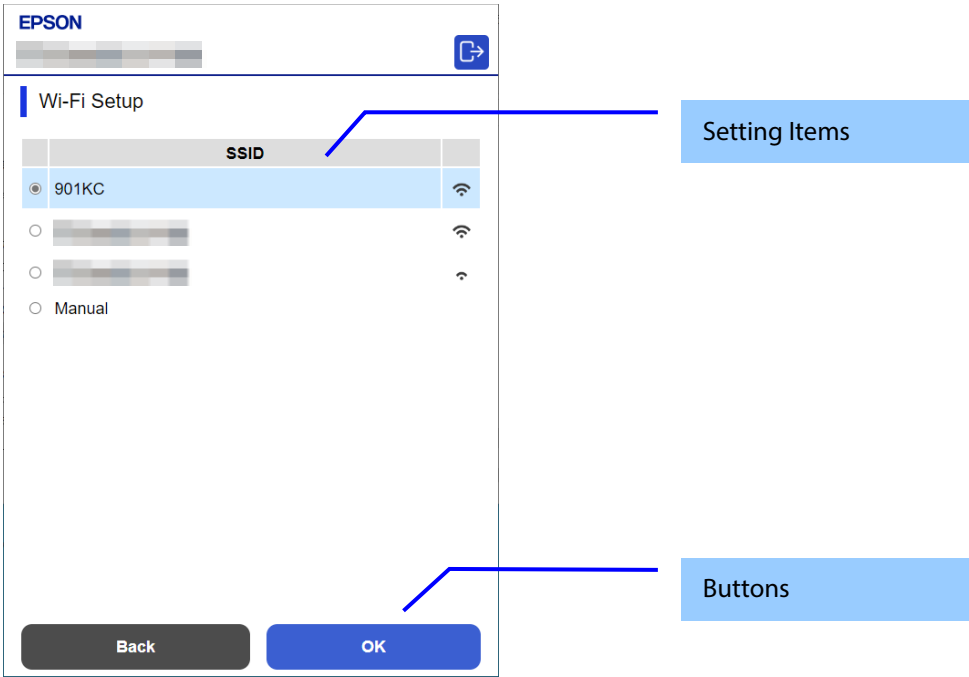 EPSON
Wi-Fi Setup
SSID
901KC
Manual
Back
OK
Setting Items
Buttons